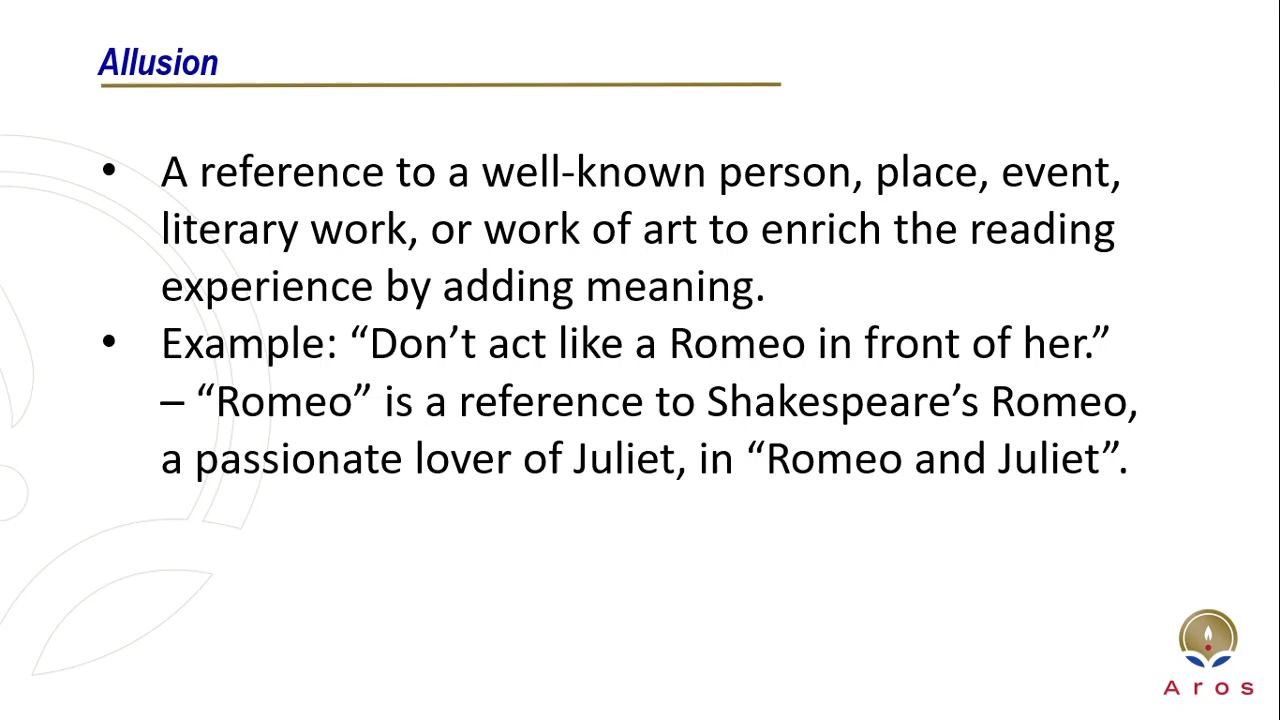 Allusion
• A reference to a well-known person, place, event,
literary work, or work of art to enrich the reading
experience by adding meaning.
• Example: “Don’t act like a Romeo in front of her.”
– “Romeo” is a reference to Shakespeare’s Romeo,
a passionate lover of Juliet, in “Romeo and Juliet”.
Aros